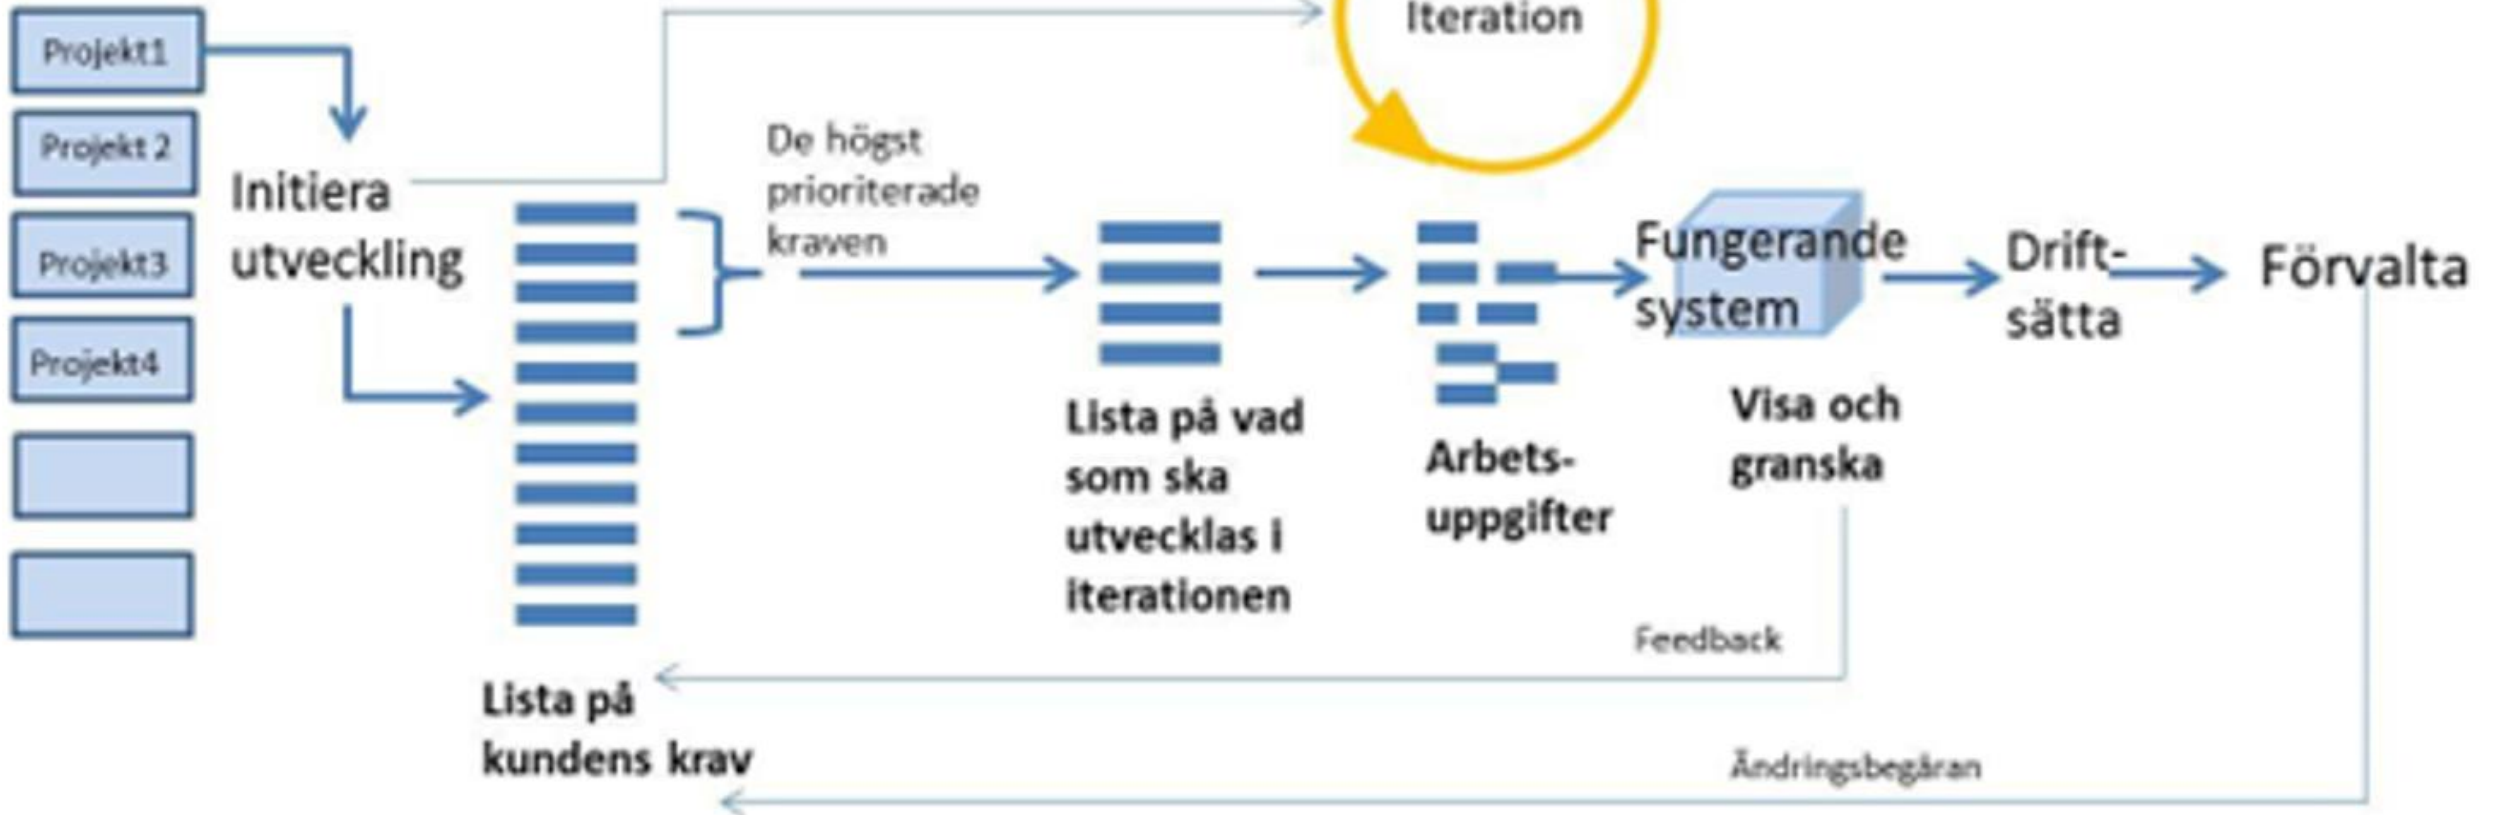 Projekt1
Projekt 2
Projekt3
Projekt4
Initiera
utveckling
Iteration
De högst
prioriterade
kraven
Lista på
kundens krav
Lista på vad
som ska
utvecklas i
iterationen
Arbets-
uppgifter
Fungerande
system
Visa och
granska
Drift-
sätta
Förvalta
Feedback
Ändringsbegäran